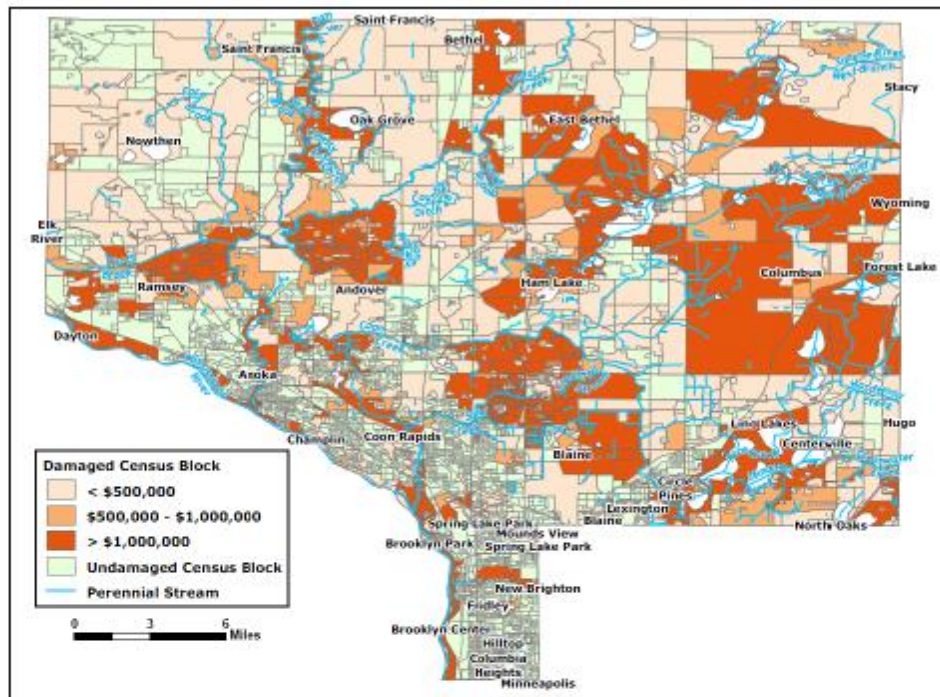 Saint Francis
Bethel
Saint Francis
Stacy
Oak Grove
East Bethel
Nowthen
Wyoming
Elk
River
Columbus
Forest Lake
Ramsey
Andover
Ham Lake
Dayton
Anoka
Champlin
Coon Rapids
Lino Lakes
Hugo
Centerville
Blaine
Circle
Pines
Lexington
Blaine
North Oaks
Spring Lake Park
Mounds View
Brooklyn Park
Spring Lake Park
New Brighton
Fridley
Brooklyn Center
Hilltop
Columbia
Heights
Minneapolis
Damaged Census Block
< $500,000
$500,000 - $1,000,000
> $1,000,000
Undamaged Census Block
Perennial Stream
0 3 6
Miles